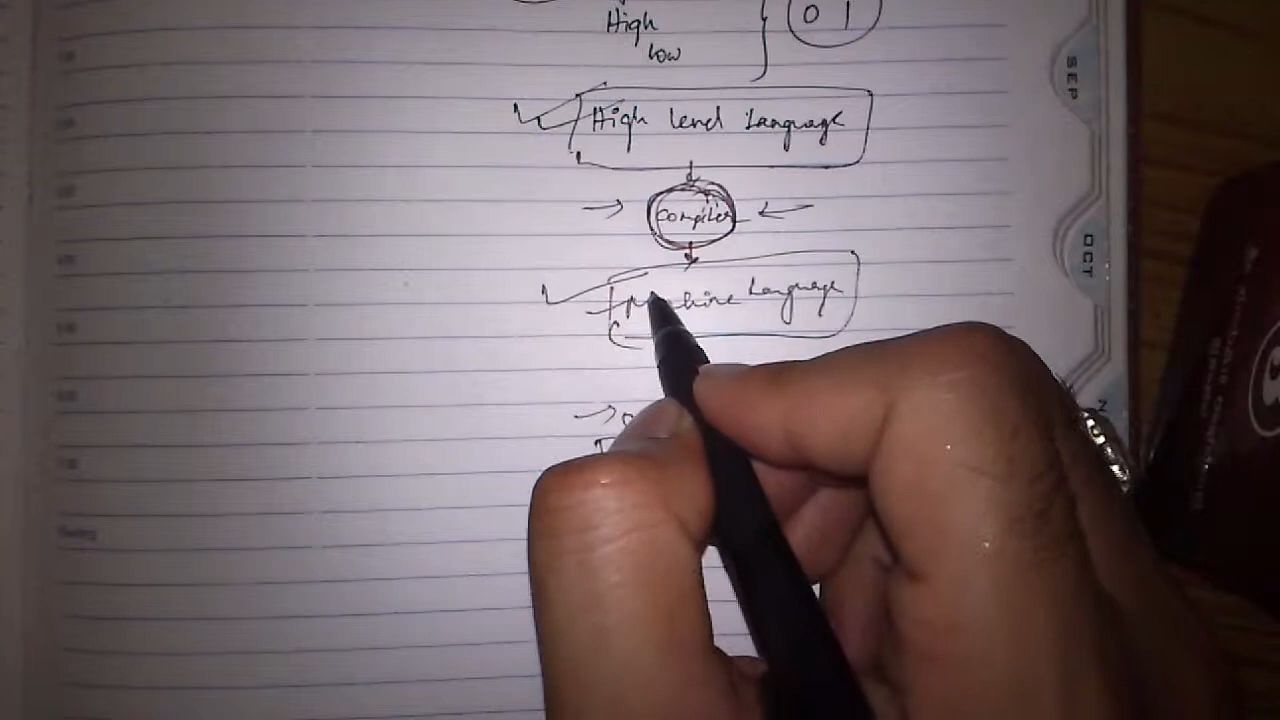 High
low
0 1
High level Language
Compiler
Machine Language
SEP
OCT